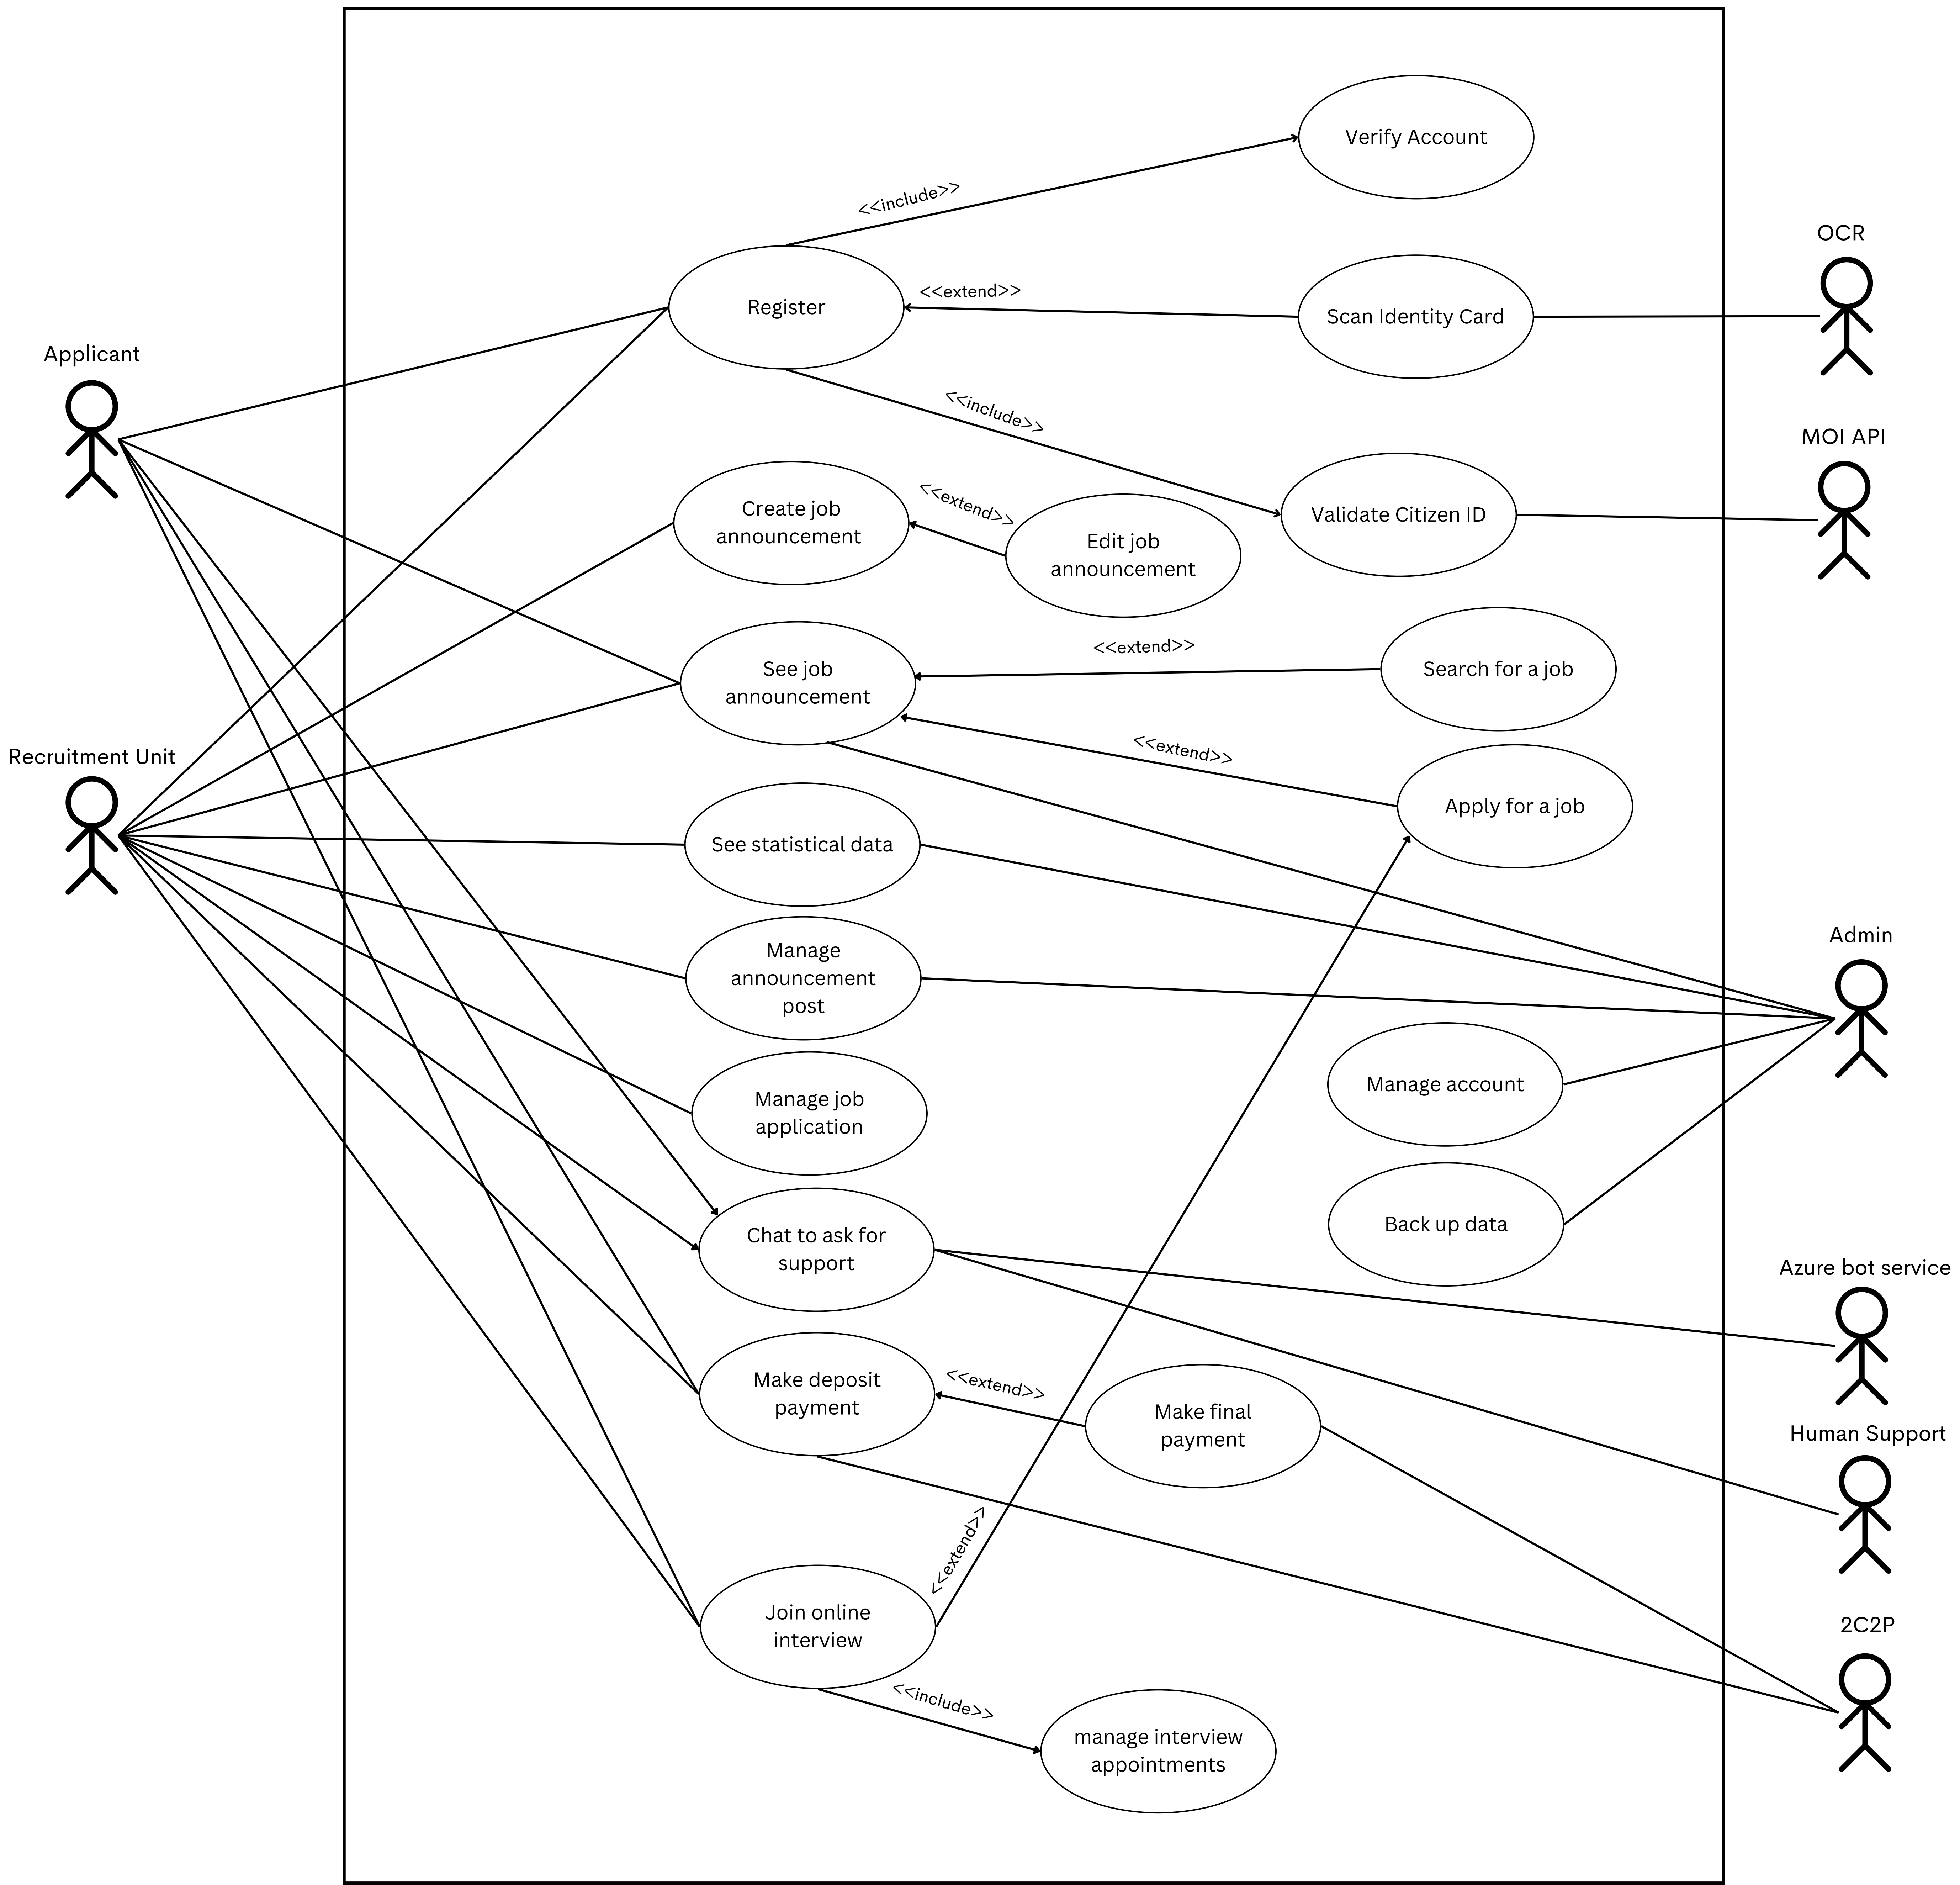 Verify Account
<<include>>
OCR
Register
<<extend>>
Scan Identity Card
Applicant
<<include>>
MOI API
Create job
announcement
<<extend>>
Edit job
announcement
Validate Citizen ID
See job
announcement
<<extend>>
Search for a job
Recruitment Unit
<<extend>>
Apply for a job
See statistical data
Manage
announcement
post
Admin
Manage job
application
Manage account
Chat to ask for
support
Back up data
Azure bot service
Make deposit
payment
<<extend>>
Make final
payment
Human Support
<<extend>>
Join online
interview
2C2P
<<include>>
manage interview
appointments